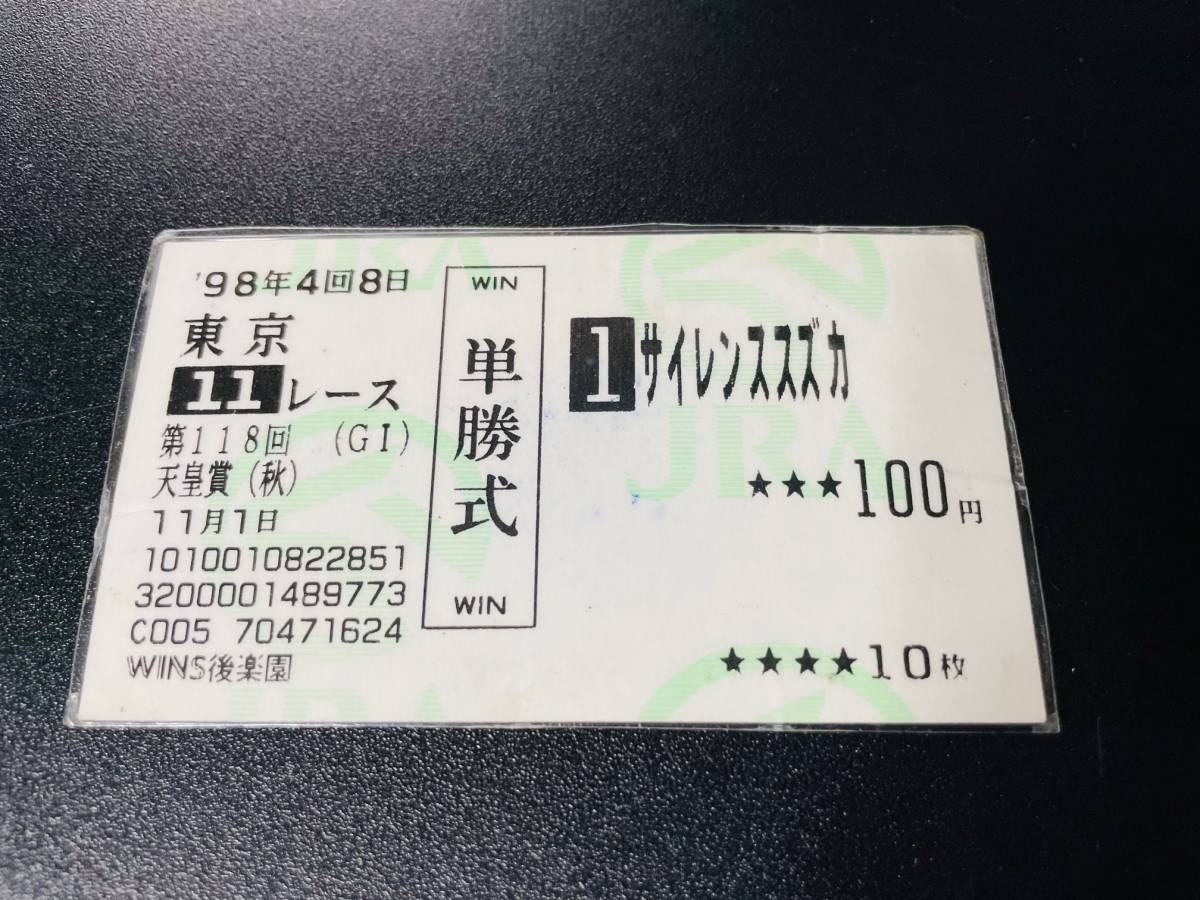 '98年4回8日
東京
11レース
第118回 (GI)
天皇賞(秋)
11月1日
1010010822851
3200001489773
C005 70471624
WINS後楽園
WIN
単勝式
WIN
1 サイレンススズカ
★★★100円
★★★★10枚
JRA
JRA
JRA